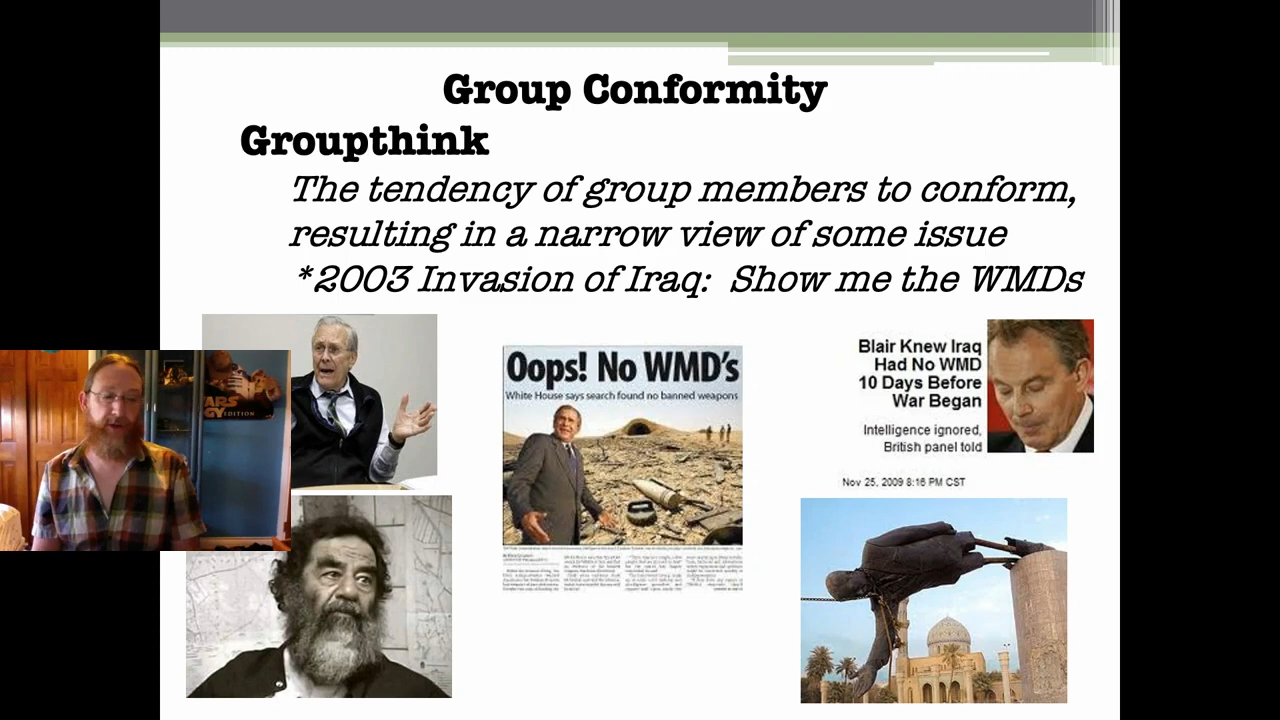 Group Conformity
Groupthink
The tendency of group members to conform,
resulting in a narrow view of some issue
*2003 Invasion of Iraq:  Show me the WMDs
Oops! No WMD's
White House says search found no banned weapons
Blair Knew Iraq
Had No WMD
10 Days Before
War Began
Intelligence ignored,
British panel told
Nov 25, 2009 8:16 PM CST
EDITION